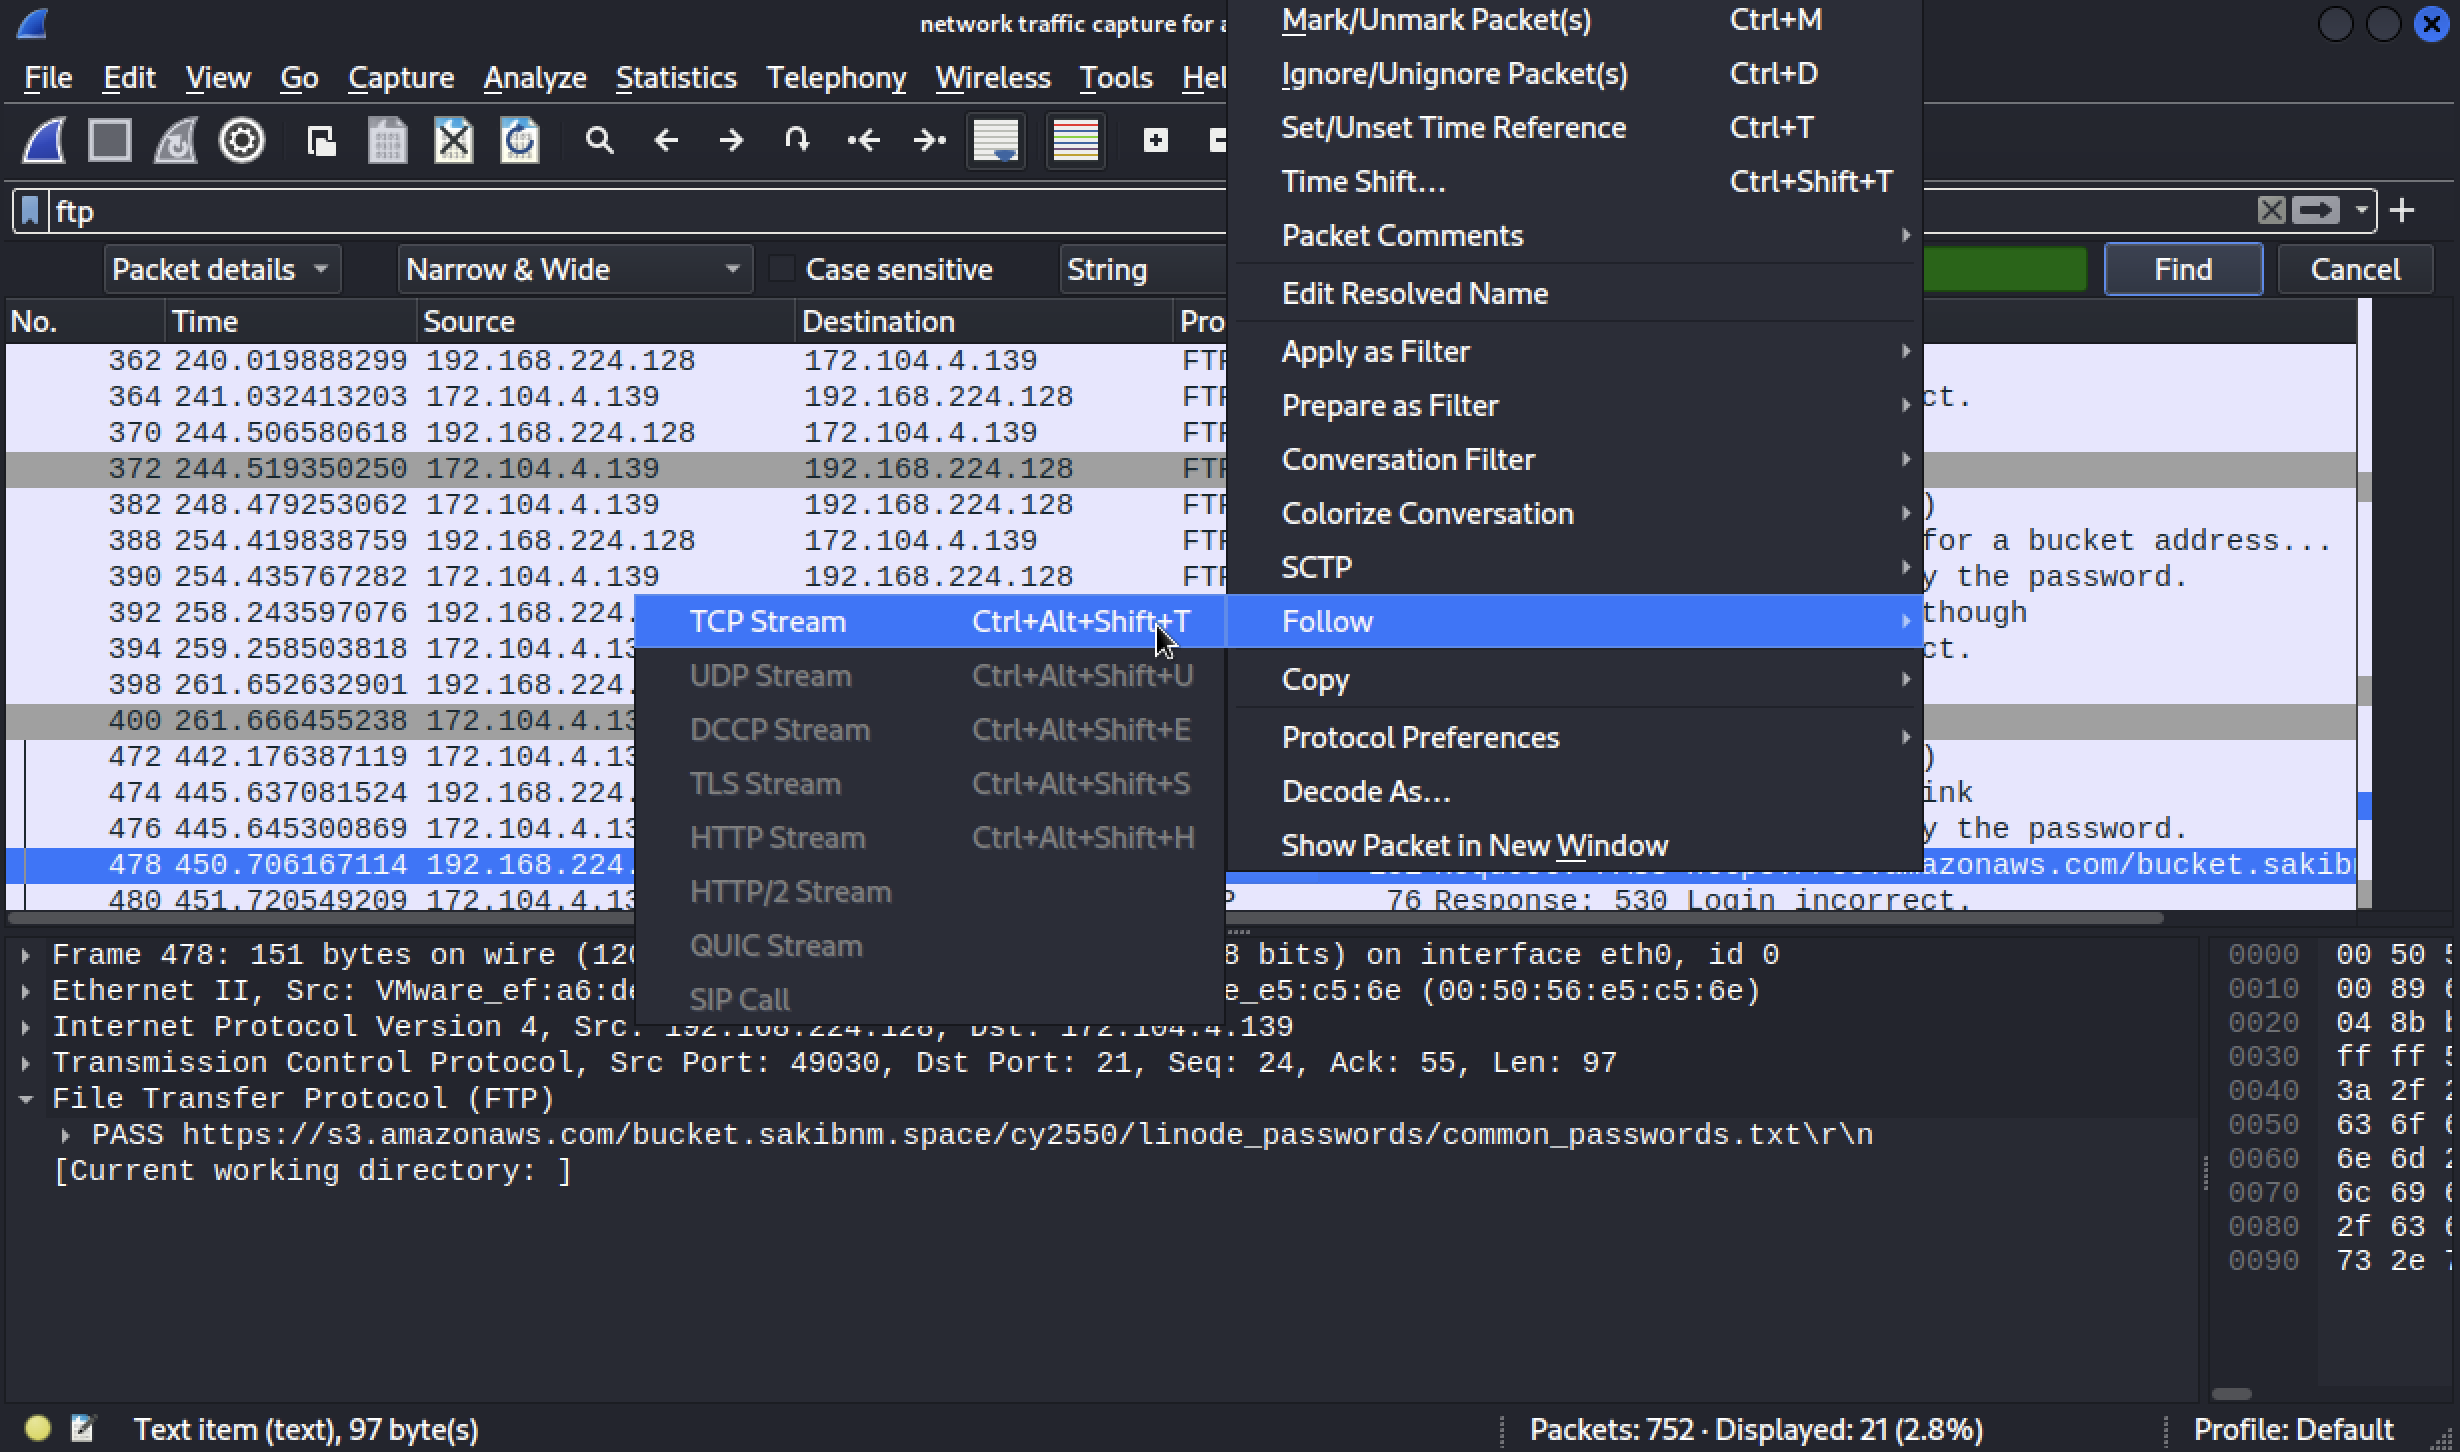 network traffic capture for a
File Edit View Go Capture Analyze Statistics Telephony Wireless Tools Hel
ftp
Packet details Narrow & Wide Case sensitive String Find Cancel
No. Time Source Destination Pro
362 240.019888299 192.168.224.128 172.104.4.139 FTP
364 241.032413203 172.104.4.139 192.168.224.128 FTP ct.
370 244.506580618 192.168.224.128 172.104.4.139 FTP
372 244.519350250 172.104.4.139 192.168.224.128 FTP
382 248.479253062 172.104.4.139 192.168.224.128 FTP )
388 254.419838759 192.168.224.128 172.104.4.139 FTP for a bucket address...
390 254.435767282 172.104.4.139 192.168.224.128 FTP y the password.
392 258.243597076 192.168.224. though
394 259.258503818 172.104.4.13 ct.
398 261.652632901 192.168.224.
400 261.666455238 172.104.4.13
472 442.176387119 172.104.4.13 )
474 445.637081524 192.168.224. ink
476 445.645300869 172.104.4.13 y the password.
478 450.706167114 192.168.224. azonaws.com/bucket.sakibn
480 451.720549209 172.104.4.13 P 76 Response: 530 Login incorrect.
Mark/Unmark Packet(s) Ctrl+M
Ignore/Unignore Packet(s) Ctrl+D
Set/Unset Time Reference Ctrl+T
Time Shift... Ctrl+Shift+T
Packet Comments
Edit Resolved Name
Apply as Filter
Prepare as Filter
Conversation Filter
Colorize Conversation
SCTP
Follow
Copy
Protocol Preferences
Decode As...
Show Packet in New Window
TCP Stream Ctrl+Alt+Shift+T
UDP Stream Ctrl+Alt+Shift+U
DCCP Stream Ctrl+Alt+Shift+E
TLS Stream Ctrl+Alt+Shift+S
HTTP Stream Ctrl+Alt+Shift+H
HTTP/2 Stream
QUIC Stream
SIP Call
Frame 478: 151 bytes on wire (120 8 bits) on interface eth0, id 0
Ethernet II, Src: VMware_ef:a6:de e_e5:c5:6e (00:50:56:e5:c5:6e)
Internet Protocol Version 4, Src: 192.168.224.128, Dst: 172.104.4.139
Transmission Control Protocol, Src Port: 49030, Dst Port: 21, Seq: 24, Ack: 55, Len: 97
File Transfer Protocol (FTP)
PASS https://s3.amazonaws.com/bucket.sakibnm.space/cy2550/linode_passwords/common_passwords.txt\r\n
[Current working directory: ]
0000 00 50 5
0010 00 89 6
0020 04 8b b
0030 ff ff 5
0040 3a 2f 2
0050 63 6f 6
0060 6e 6d 2
0070 6c 69 6
0080 2f 63 6
0090 73 2e 7
Text item (text), 97 byte(s) Packets: 752 · Displayed: 21 (2.8%) Profile: Default